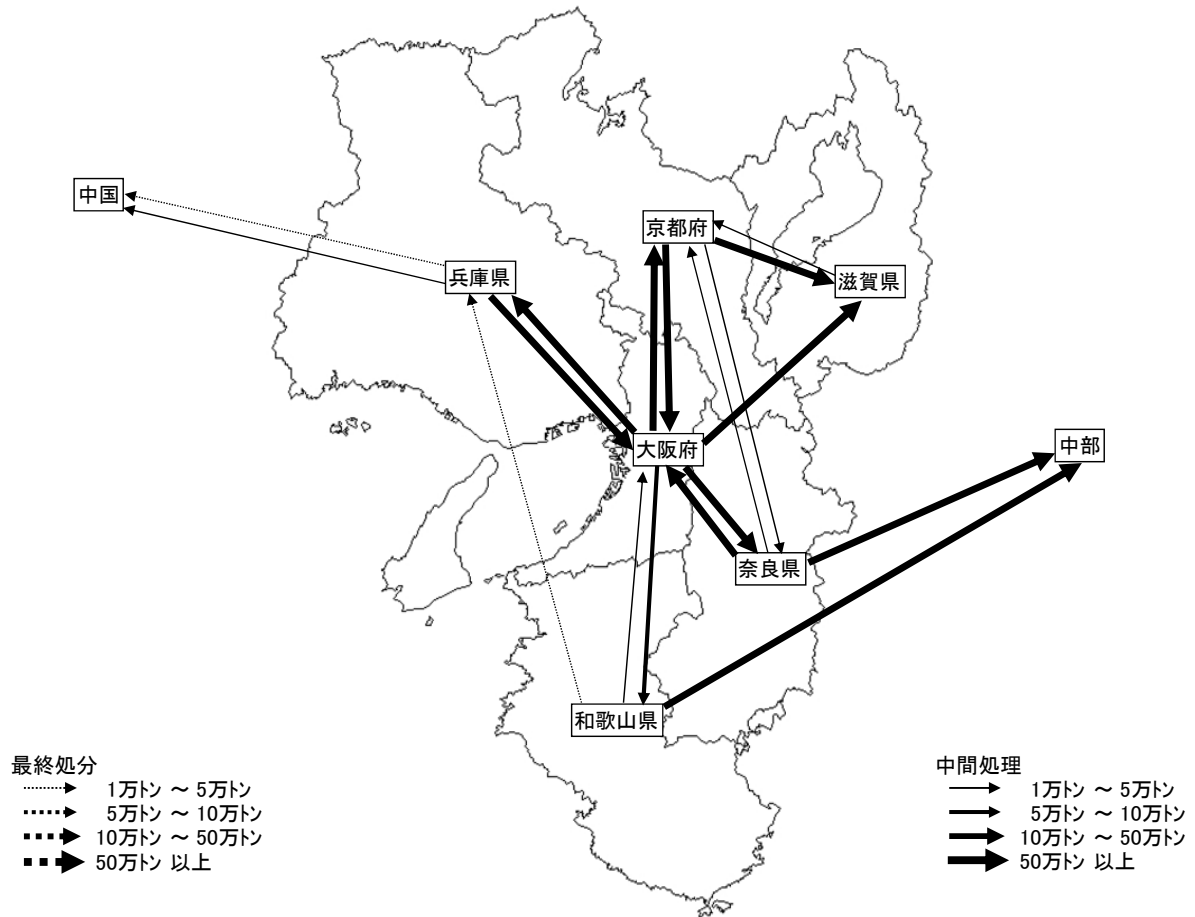 中国
京都府
兵庫県
滋賀県
大阪府
中部
奈良県
和歌山県
最終処分
1万トン ～ 5万トン
5万トン ～ 10万トン
10万トン ～ 50万トン
50万トン 以上
中間処理
1万トン ～ 5万トン
5万トン ～ 10万トン
10万トン ～ 50万トン
50万トン 以上